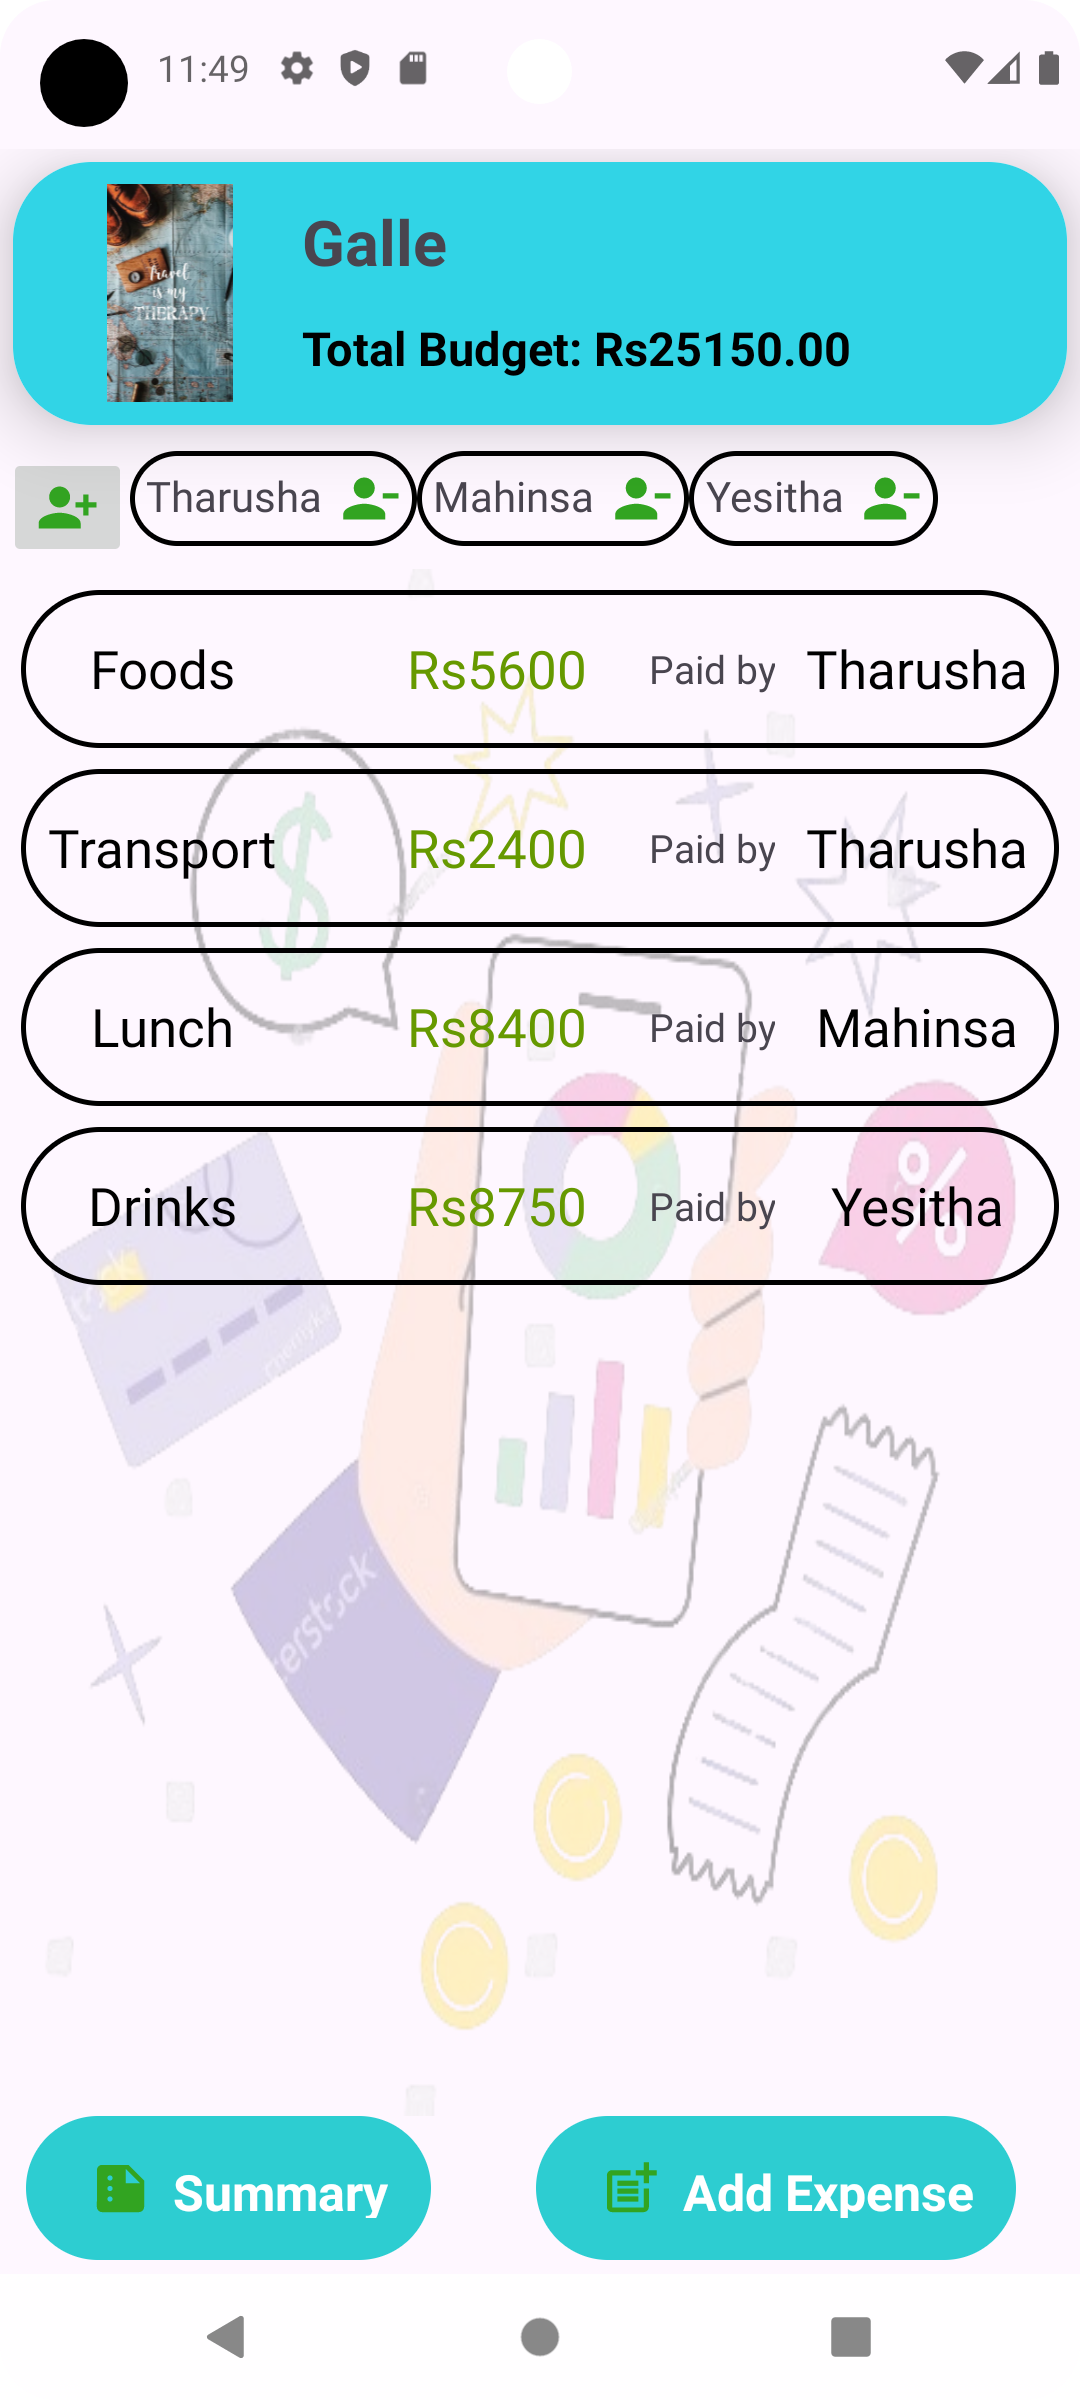 11:49
Travel
is my
THERAPY
Galle
Total Budget: Rs25150.00
Tharusha Mahinsa Yesitha
Foods Rs5600 Paid by Tharusha
$
Transport Rs2400 Paid by Tharusha
Lunch Rs8400 Paid by Mahinsa
%
Drinks Rs8750 Paid by Yesitha
Summary Add Expense